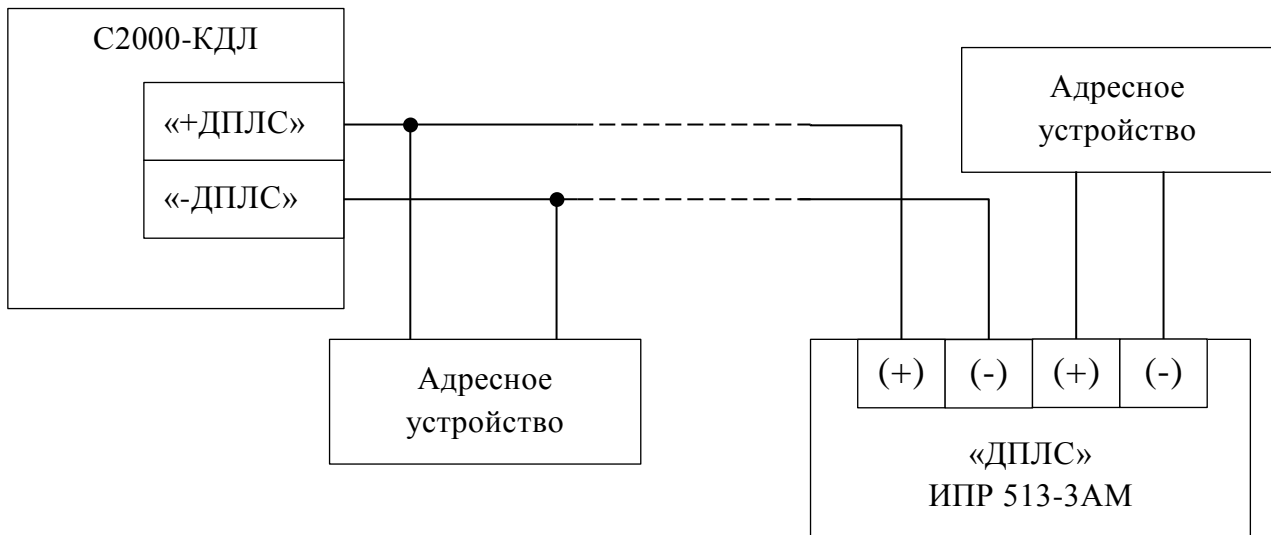 С2000-КДЛ
«+ДПЛС»
«-ДПЛС»
Адресное
устройство
Адресное
устройство
(+) (-) (+) (-)
«ДПЛС»
ИПР 513-3АМ